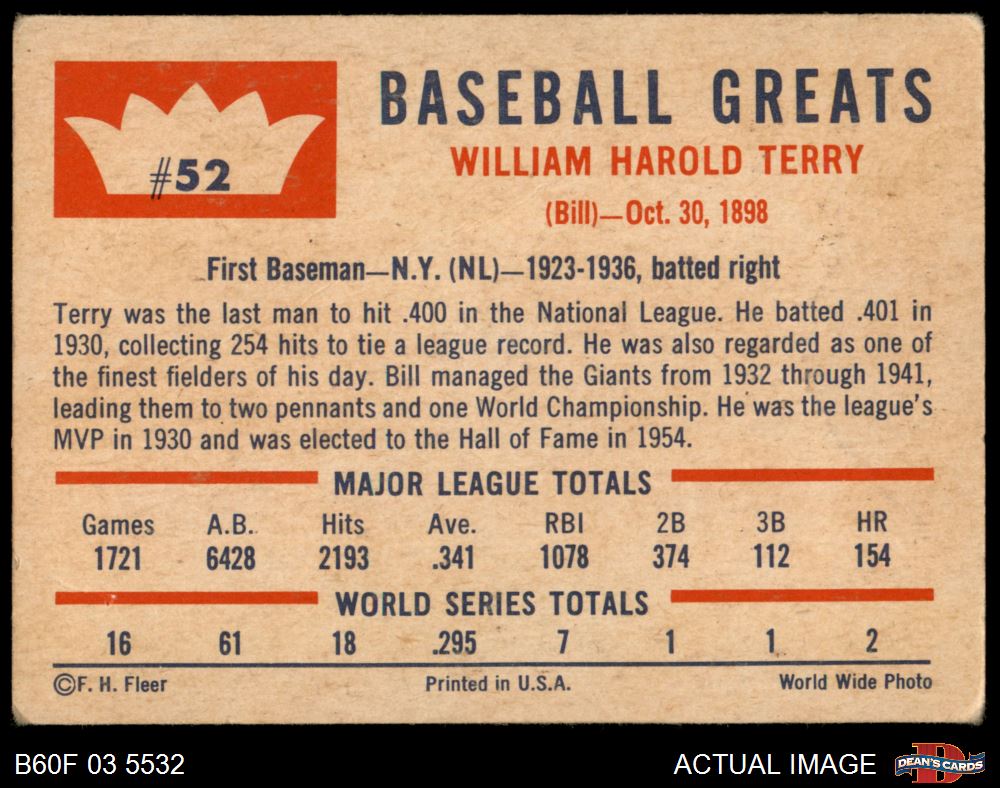 #52
BASEBALL GREATS
WILLIAM HAROLD TERRY
(Bill)—Oct. 30, 1898
First Baseman—N.Y. (NL)—1923-1936, batted right
Terry was the last man to hit .400 in the National League. He batted .401 in
1930, collecting 254 hits to tie a league record. He was also regarded as one of
the finest fielders of his day. Bill managed the Giants from 1932 through 1941,
leading them to two pennants and one World Championship. He was the league's
MVP in 1930 and was elected to the Hall of Fame in 1954.
MAJOR LEAGUE TOTALS
Games A.B. Hits Ave. RBI 2B 3B HR
1721 6428 2193 .341 1078 374 112 154
WORLD SERIES TOTALS
16 61 18 .295 7 1 1 2
©F. H. Fleer Printed in U.S.A. World Wide Photo
B60F 03 5532 ACTUAL IMAGE D DEAN'S CARDS